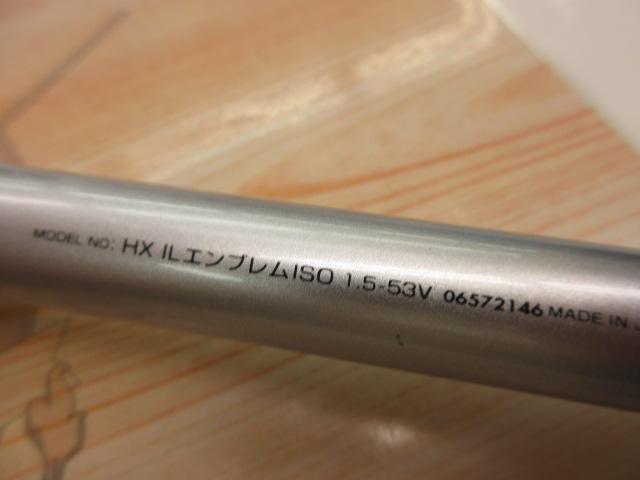 MODEL NO: HX ILエンブレムISO 1.5-53V 06572146 MADE IN